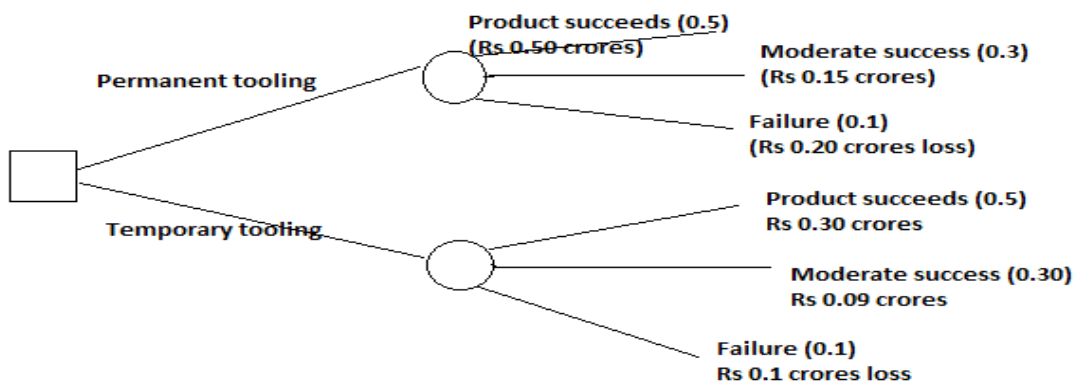 Product succeeds (0.5)
(Rs 0.50 crores)
Moderate success (0.3)
(Rs 0.15 crores)
Permanent tooling
Failure (0.1)
(Rs 0.20 crores loss)
Product succeeds (0.5)
Rs 0.30 crores
Temporary tooling
Moderate success (0.30)
Rs 0.09 crores
Failure (0.1)
Rs 0.1 crores loss